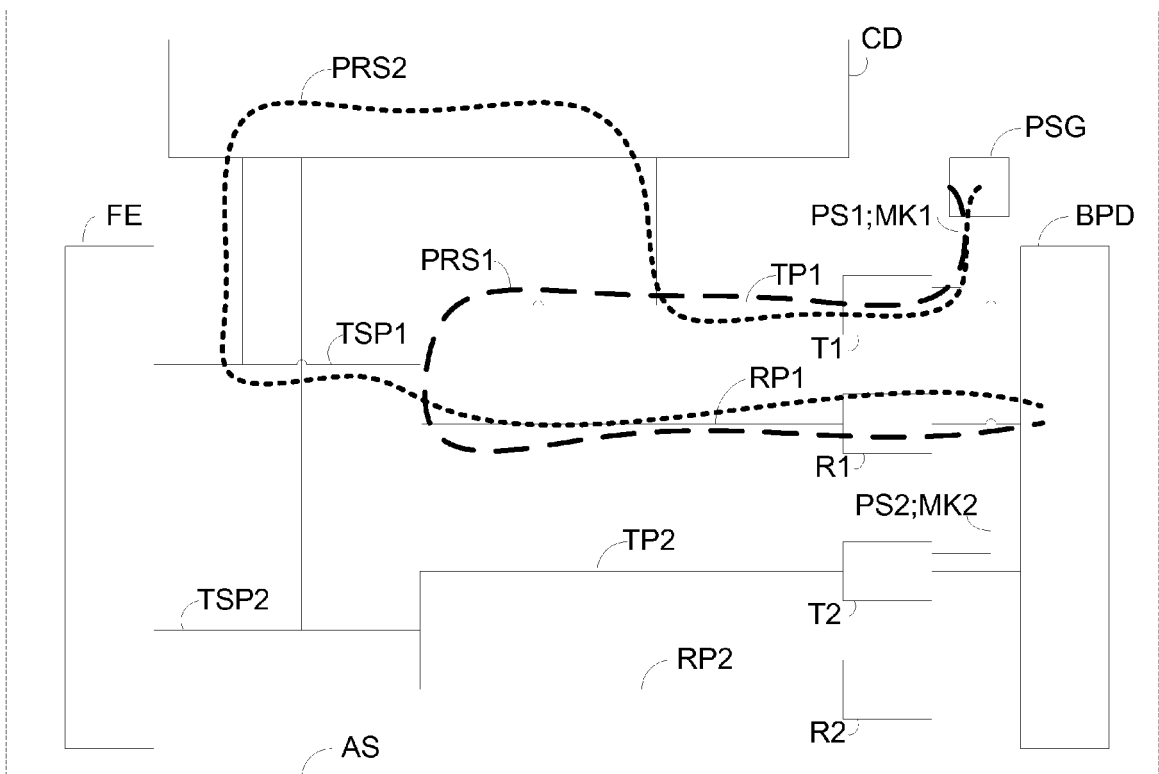 CD
PRS2
PSG
FE
PS1;MK1
BPD
PRS1
TP1
TSP1
T1
RP1
R1
PS2;MK2
TP2
TSP2
T2
RP2
R2
AS